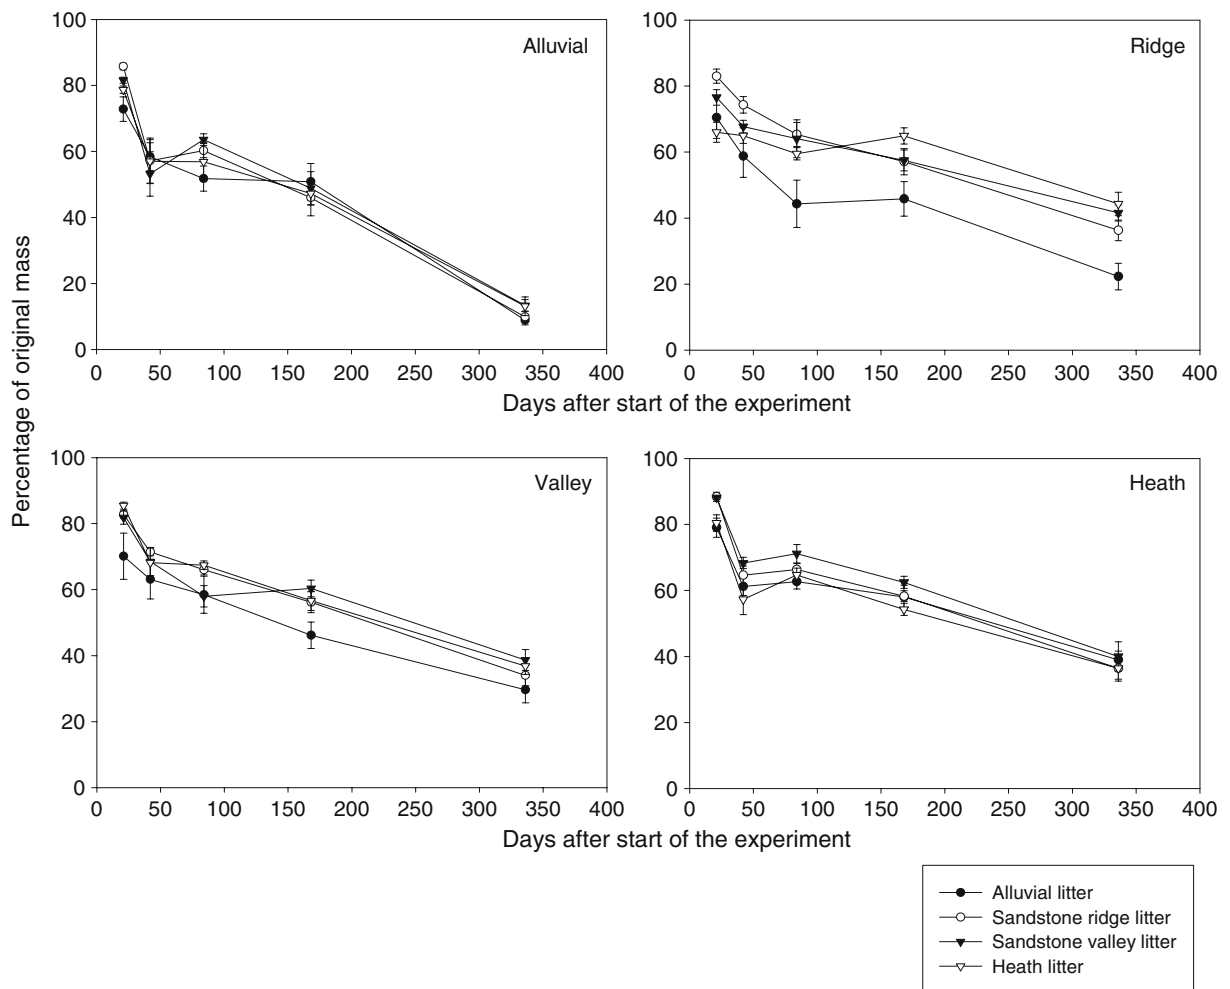 Percentage of original mass
100
80
60
40
20
0
Alluvial
0 50 100 150 200 250 300 350 400
Days after start of the experiment
100
80
60
40
20
0
Ridge
0 50 100 150 200 250 300 350 400
100
80
60
40
20
0
Valley
0 50 100 150 200 250 300 350 400
100
80
60
40
20
0
Heath
0 50 100 150 200 250 300 350 400
Days after start of the experiment
Alluvial litter
Sandstone ridge litter
Sandstone valley litter
Heath litter